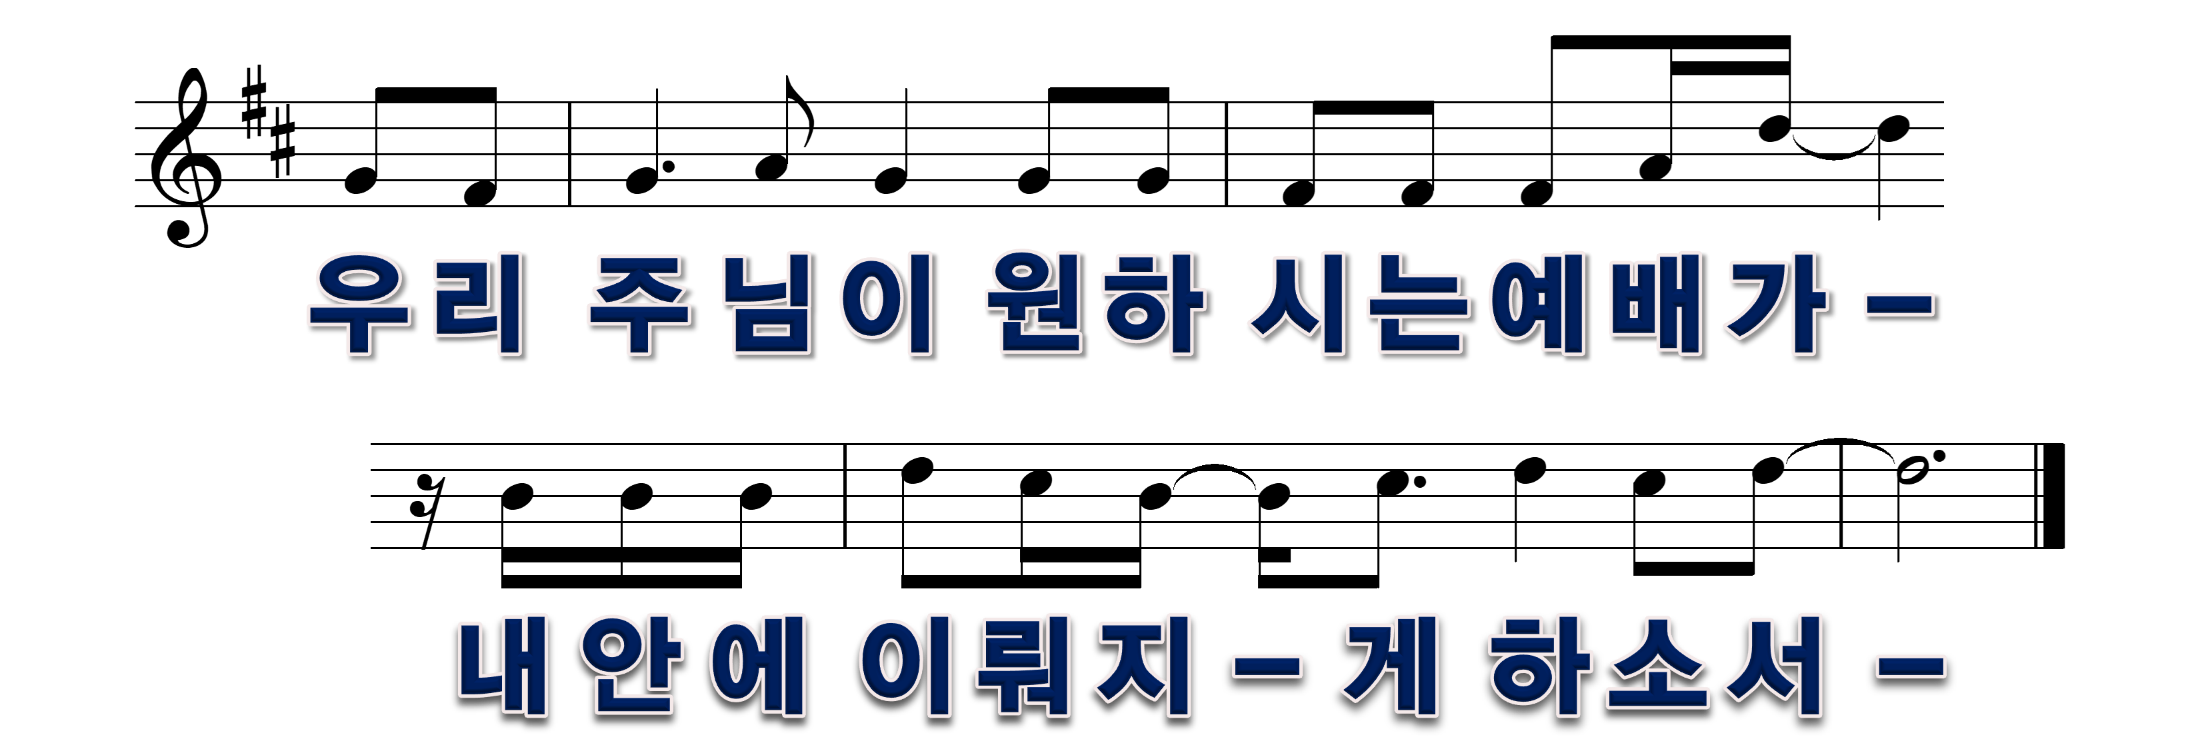 우리 주님이 원하 시는예배가 -
내안에 이뤄지 - 게 하소서 -